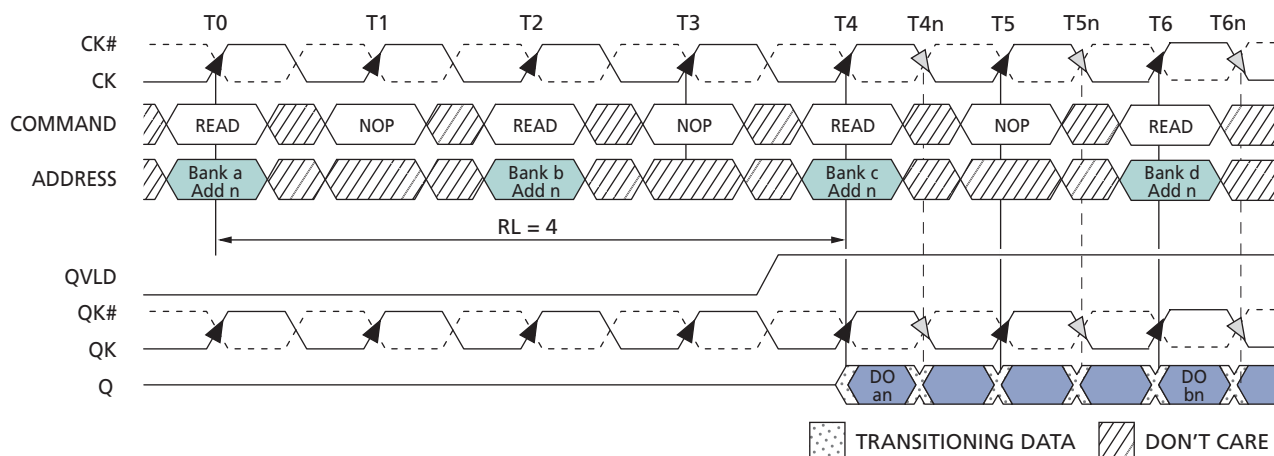 T0 T1 T2 T3 T4 T4n T5 T5n T6 T6n
CK#
CK
COMMAND READ NOP READ NOP READ NOP READ
ADDRESS Bank a Add n Bank b Add n Bank c Add n Bank d Add n
RL = 4
QVLD
QK#
QK
Q DO an DO bn
TRANSITIONING DATA DON'T CARE